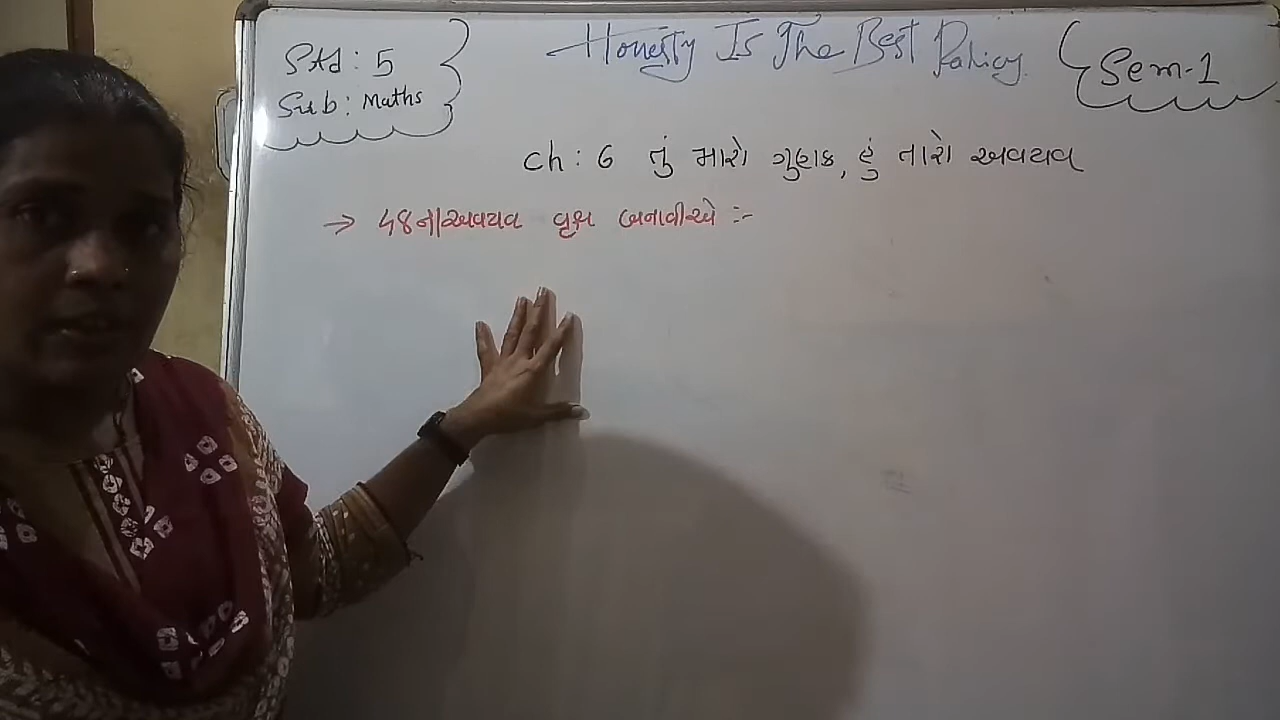 Std : 5
Sub : Maths
Honesty Is The Best Policy
Sem-1
ch : 6 તું મારો ગુણક, હું તારો અવયવ
→ 48ના અવયવ વૃક્ષ બનાવીએ :-